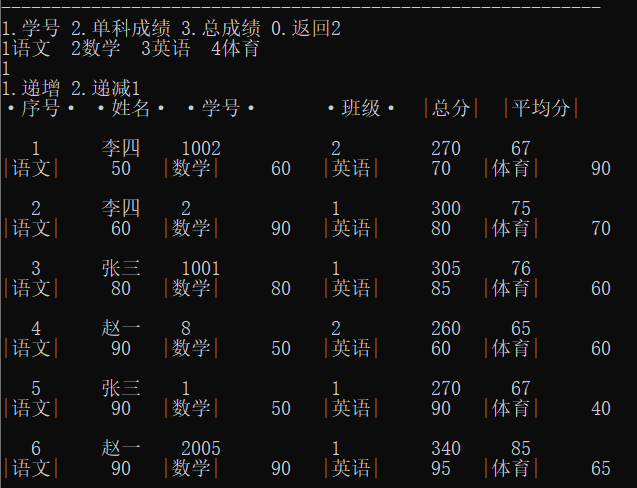 ------------------------------------------------------------
1.学号 2.单科成绩 3.总成绩 0.返回2
1语文  2数学  3英语  4体育
1
1.递增 2.递减1
·序号· ·姓名· ·学号·       ·班级·  |总分|  |平均分|
1      李四    1002           2         270     67
|语文|     50   |数学|      60   |英语|     70   |体育|     90
2      李四    2              1         300     75
|语文|     60   |数学|      90   |英语|     80   |体育|     70
3      张三    1001           1         305     76
|语文|     80   |数学|      80   |英语|     85   |体育|     60
4      赵一    8              2         260     65
|语文|     90   |数学|      50   |英语|     60   |体育|     60
5      张三    1              1         270     67
|语文|     90   |数学|      50   |英语|     90   |体育|     40
6      赵一    2005           1         340     85
|语文|     90   |数学|      90   |英语|     95   |体育|     65